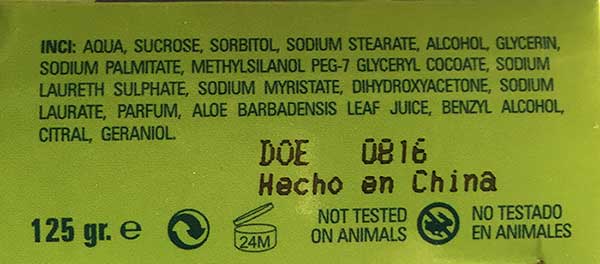 INCI: AQUA, SUCROSE, SORBITOL, SODIUM STEARATE, ALCOHOL, GLYCERIN,
SODIUM PALMITATE, METHYLSILANOL PEG-7 GLYCERYL COCOATE, SODIUM
LAURETH SULPHATE, SODIUM MYRISTATE, DIHYDROXYACETONE, SODIUM
LAURATE, PARFUM, ALOE BARBADENSIS LEAF JUICE, BENZYL ALCOHOL,
CITRAL, GERANIOL.
DOE 0816
Hecho en China
125 gr. e 24M NOT TESTED NO TESTADO
ON ANIMALS EN ANIMALES